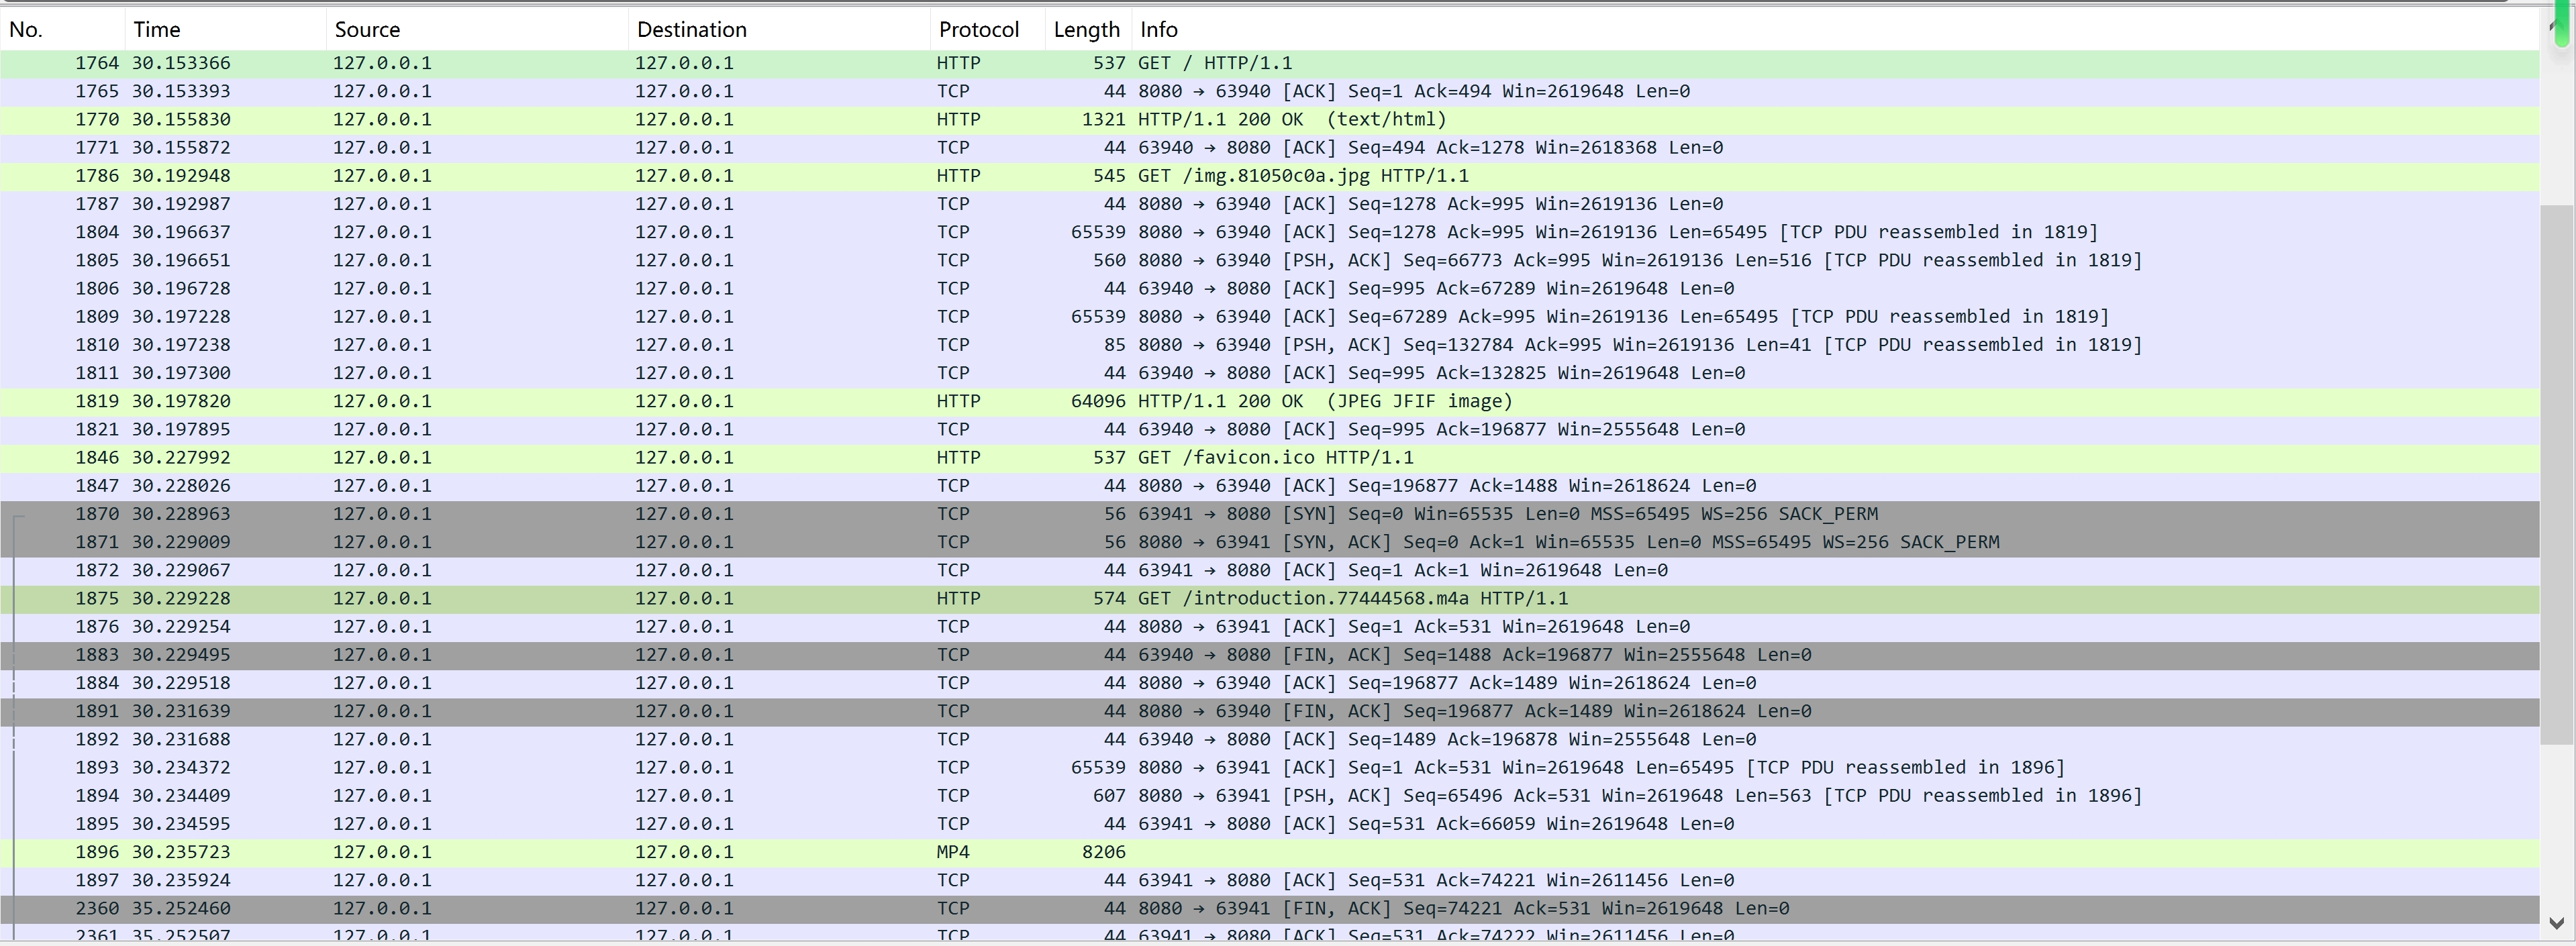 No. Time Source Destination Protocol Length Info
1764 30.153366 127.0.0.1 127.0.0.1 HTTP 537 GET / HTTP/1.1
1765 30.153393 127.0.0.1 127.0.0.1 TCP 44 8080 → 63940 [ACK] Seq=1 Ack=494 Win=2619648 Len=0
1770 30.155830 127.0.0.1 127.0.0.1 HTTP 1321 HTTP/1.1 200 OK (text/html)
1771 30.155872 127.0.0.1 127.0.0.1 TCP 44 63940 → 8080 [ACK] Seq=494 Ack=1278 Win=2618368 Len=0
1786 30.192948 127.0.0.1 127.0.0.1 HTTP 545 GET /img.81050c0a.jpg HTTP/1.1
1787 30.192987 127.0.0.1 127.0.0.1 TCP 44 8080 → 63940 [ACK] Seq=1278 Ack=995 Win=2619136 Len=0
1804 30.196637 127.0.0.1 127.0.0.1 TCP 65539 8080 → 63940 [ACK] Seq=1278 Ack=995 Win=2619136 Len=65495 [TCP PDU reassembled in 1819]
1805 30.196651 127.0.0.1 127.0.0.1 TCP 560 8080 → 63940 [PSH, ACK] Seq=66773 Ack=995 Win=2619136 Len=516 [TCP PDU reassembled in 1819]
1806 30.196728 127.0.0.1 127.0.0.1 TCP 44 63940 → 8080 [ACK] Seq=995 Ack=67289 Win=2619648 Len=0
1809 30.197228 127.0.0.1 127.0.0.1 TCP 65539 8080 → 63940 [ACK] Seq=67289 Ack=995 Win=2619136 Len=65495 [TCP PDU reassembled in 1819]
1810 30.197238 127.0.0.1 127.0.0.1 TCP 85 8080 → 63940 [PSH, ACK] Seq=132784 Ack=995 Win=2619136 Len=41 [TCP PDU reassembled in 1819]
1811 30.197300 127.0.0.1 127.0.0.1 TCP 44 63940 → 8080 [ACK] Seq=995 Ack=132825 Win=2619648 Len=0
1819 30.197820 127.0.0.1 127.0.0.1 HTTP 64096 HTTP/1.1 200 OK (JPEG JFIF image)
1821 30.197895 127.0.0.1 127.0.0.1 TCP 44 63940 → 8080 [ACK] Seq=995 Ack=196877 Win=2555648 Len=0
1846 30.227992 127.0.0.1 127.0.0.1 HTTP 537 GET /favicon.ico HTTP/1.1
1847 30.228026 127.0.0.1 127.0.0.1 TCP 44 8080 → 63940 [ACK] Seq=196877 Ack=1488 Win=2618624 Len=0
1870 30.228963 127.0.0.1 127.0.0.1 TCP 56 63941 → 8080 [SYN] Seq=0 Win=65535 Len=0 MSS=65495 WS=256 SACK_PERM
1871 30.229009 127.0.0.1 127.0.0.1 TCP 56 8080 → 63941 [SYN, ACK] Seq=0 Ack=1 Win=65535 Len=0 MSS=65495 WS=256 SACK_PERM
1872 30.229067 127.0.0.1 127.0.0.1 TCP 44 63941 → 8080 [ACK] Seq=1 Ack=1 Win=2619648 Len=0
1875 30.229228 127.0.0.1 127.0.0.1 HTTP 574 GET /introduction.77444568.m4a HTTP/1.1
1876 30.229254 127.0.0.1 127.0.0.1 TCP 44 8080 → 63941 [ACK] Seq=1 Ack=531 Win=2619648 Len=0
1883 30.229495 127.0.0.1 127.0.0.1 TCP 44 63940 → 8080 [FIN, ACK] Seq=1488 Ack=196877 Win=2555648 Len=0
1884 30.229518 127.0.0.1 127.0.0.1 TCP 44 8080 → 63940 [ACK] Seq=196877 Ack=1489 Win=2618624 Len=0
1891 30.231639 127.0.0.1 127.0.0.1 TCP 44 8080 → 63940 [FIN, ACK] Seq=196877 Ack=1489 Win=2618624 Len=0
1892 30.231688 127.0.0.1 127.0.0.1 TCP 44 63940 → 8080 [ACK] Seq=1489 Ack=196878 Win=2555648 Len=0
1893 30.234372 127.0.0.1 127.0.0.1 TCP 65539 8080 → 63941 [ACK] Seq=1 Ack=531 Win=2619648 Len=65495 [TCP PDU reassembled in 1896]
1894 30.234409 127.0.0.1 127.0.0.1 TCP 607 8080 → 63941 [PSH, ACK] Seq=65496 Ack=531 Win=2619648 Len=563 [TCP PDU reassembled in 1896]
1895 30.234595 127.0.0.1 127.0.0.1 TCP 44 63941 → 8080 [ACK] Seq=531 Ack=66059 Win=2619648 Len=0
1896 30.235723 127.0.0.1 127.0.0.1 MP4 8206
1897 30.235924 127.0.0.1 127.0.0.1 TCP 44 63941 → 8080 [ACK] Seq=531 Ack=74221 Win=2611456 Len=0
2360 35.252460 127.0.0.1 127.0.0.1 TCP 44 8080 → 63941 [FIN, ACK] Seq=74221 Ack=531 Win=2619648 Len=0
2361 35.252507 127.0.0.1 127.0.0.1 TCP 44 63941 → 8080 [ACK] Seq=531 Ack=74222 Win=2611456 Len=0